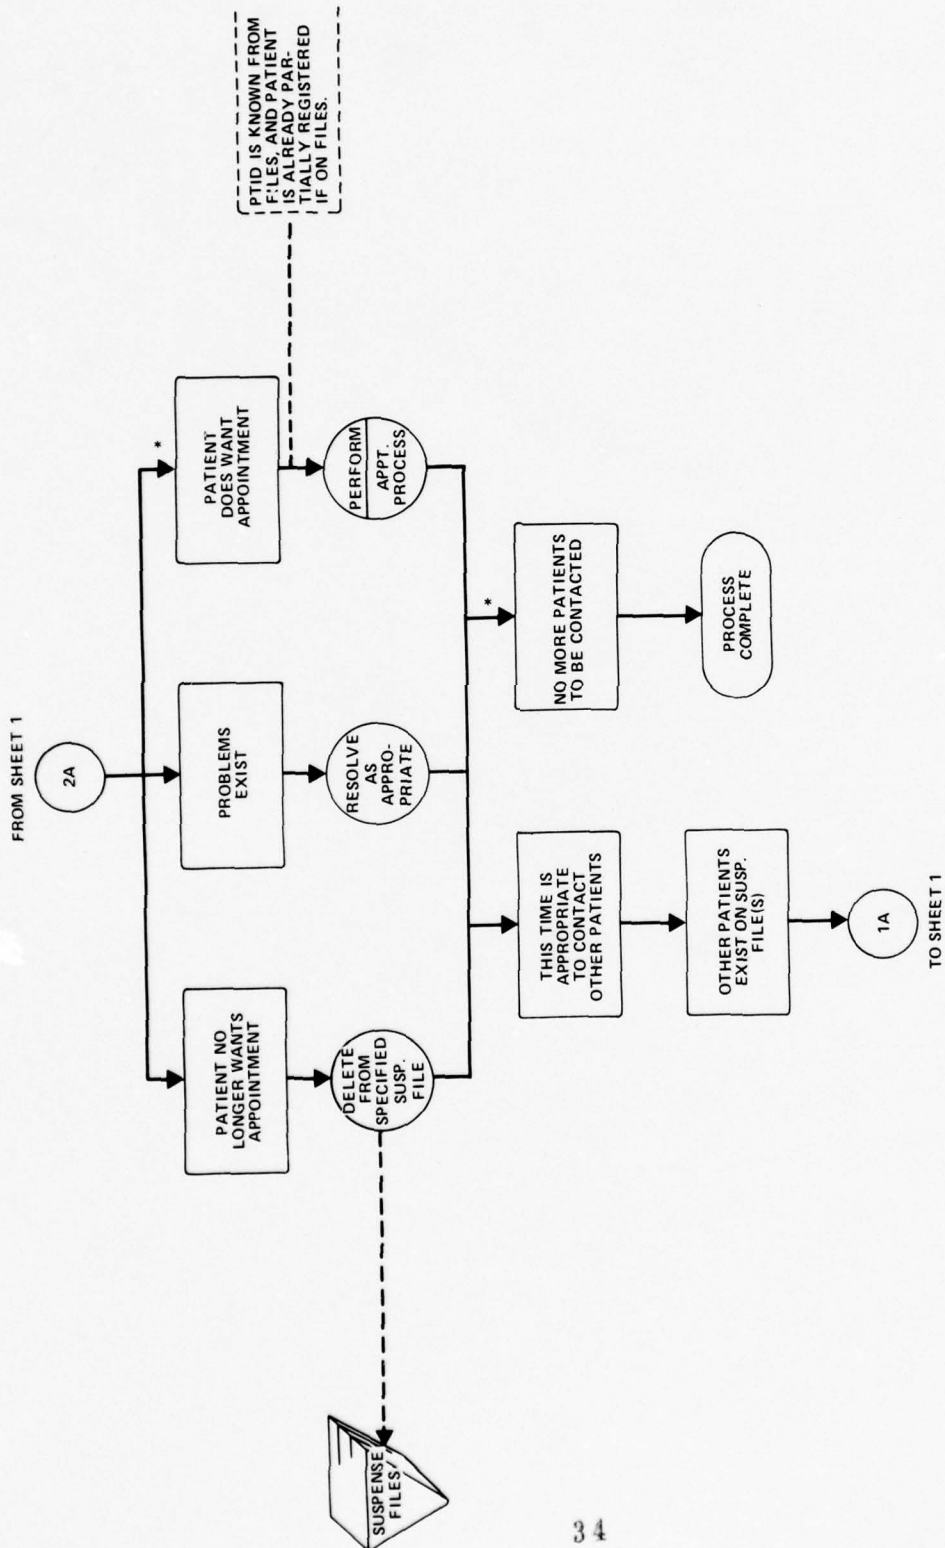 FROM SHEET 1
2A
PATIENT NO
LONGER WANTS
APPOINTMENT
PROBLEMS
EXIST
*
PATIENT
DOES WANT
APPOINTMENT
PTID IS KNOWN FROM
FILES, AND PATIENT
IS ALREADY PAR-
TIALLY REGISTERED
IF ON FILES.
SUSPENSE
FILES
DELETE
FROM
SPECIFIED
SUSP.
FILE
RESOLVE
AS
APPRO-
PRIATE
PERFORM
APPT.
PROCESS
THIS TIME IS
APPROPRIATE
TO CONTACT
OTHER PATIENTS
*
NO MORE PATIENTS
TO BE CONTACTED
OTHER PATIENTS
EXIST ON SUSP.
FILE(S)
PROCESS
COMPLETE
1A
TO SHEET 1
34